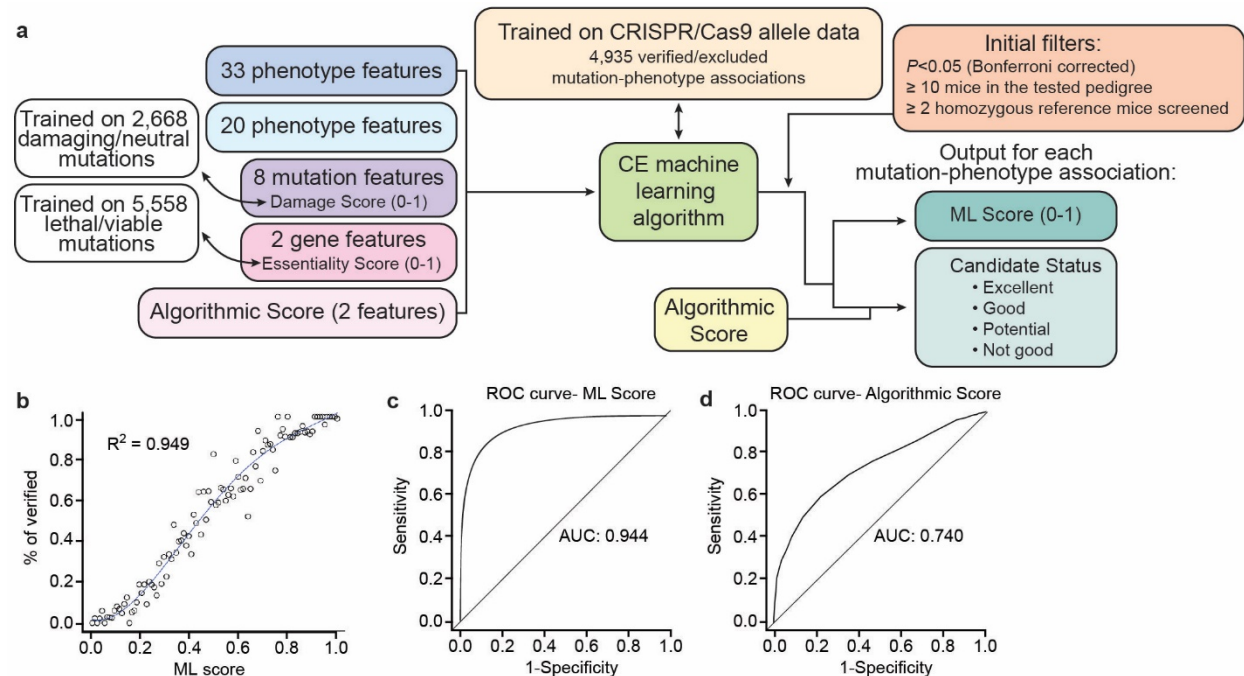 a
33 phenotype features
20 phenotype features
Trained on 2,668
damaging/neutral
mutations
8 mutation features
Damage Score (0-1)
Trained on 5,558
lethal/viable
mutations
2 gene features
Essentiality Score (0-1)
Algorithmic Score (2 features)
Trained on CRISPR/Cas9 allele data
4,935 verified/excluded
mutation-phenotype associations
CE machine
learning
algorithm
Initial filters:
P<0.05 (Bonferroni corrected)
≥ 10 mice in the tested pedigree
≥ 2 homozygous reference mice screened
Output for each
mutation-phenotype association:
ML Score (0-1)
Algorithmic
Score
Candidate Status
• Excellent
• Good
• Potential
• Not good
b
R² = 0.949
% of verified
1.0
0.8
0.6
0.4
0.2
0.0
0.0 0.2 0.4 0.6 0.8 1.0
ML score
c
ROC curve- ML Score
Sensitivity
1.0
0.8
0.6
0.4
0.2
0.0
AUC: 0.944
0.0 0.2 0.4 0.6 0.8 1.0
1-Specificity
d
ROC curve- Algorithmic Score
Sensitivity
1.0
0.8
0.6
0.4
0.2
0.0
AUC: 0.740
0.0 0.2 0.4 0.6 0.8 1.0
1-Specificity